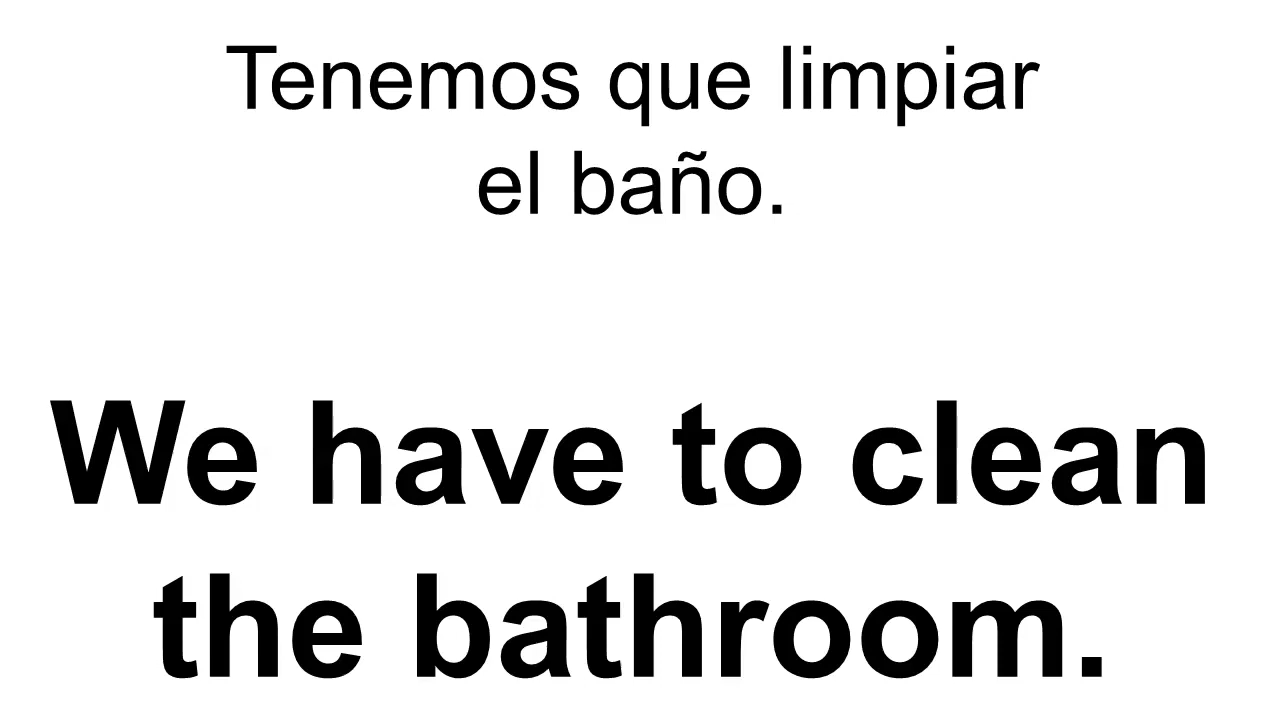 Tenemos que limpiar
el baño.
We have to clean
the bathroom.